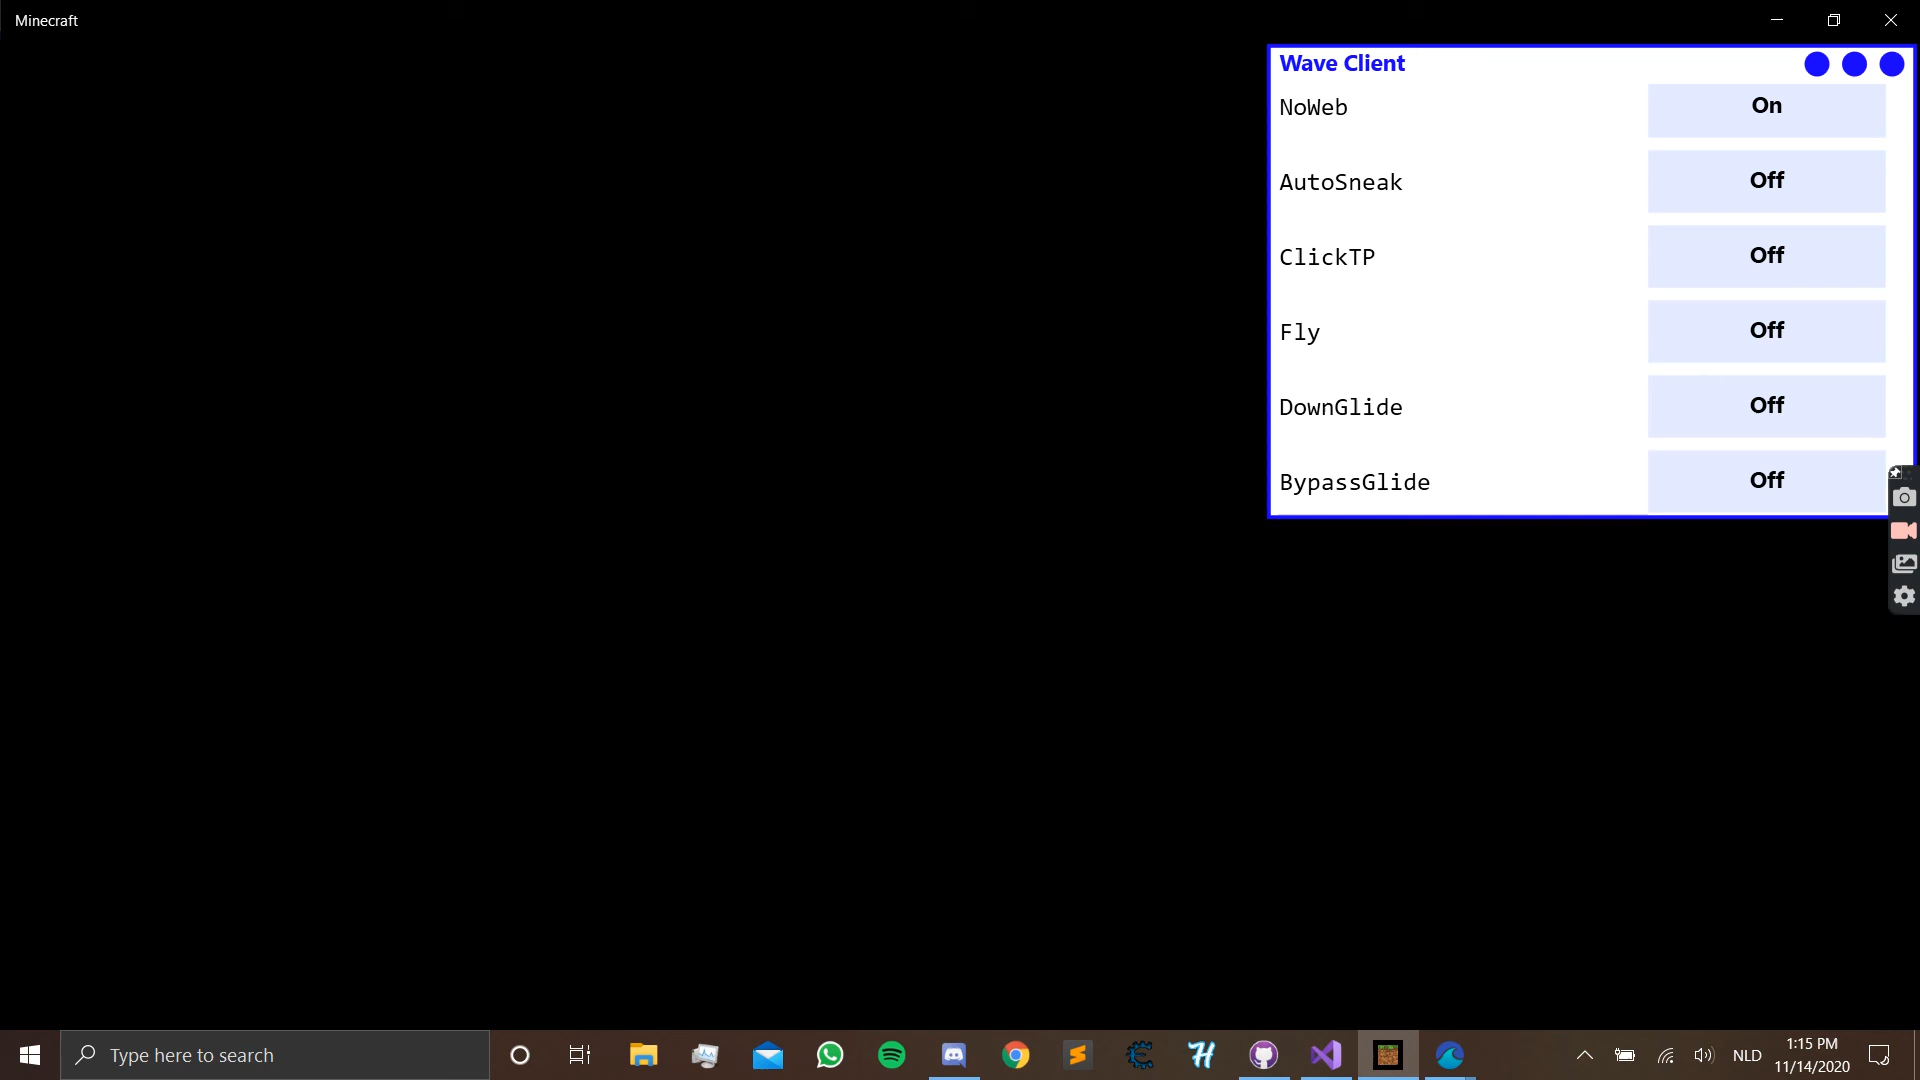 Minecraft
Wave Client
NoWeb On
AutoSneak Off
ClickTP Off
Fly Off
DownGlide Off
BypassGlide Off
Type here to search
NLD
1:15 PM
11/14/2020